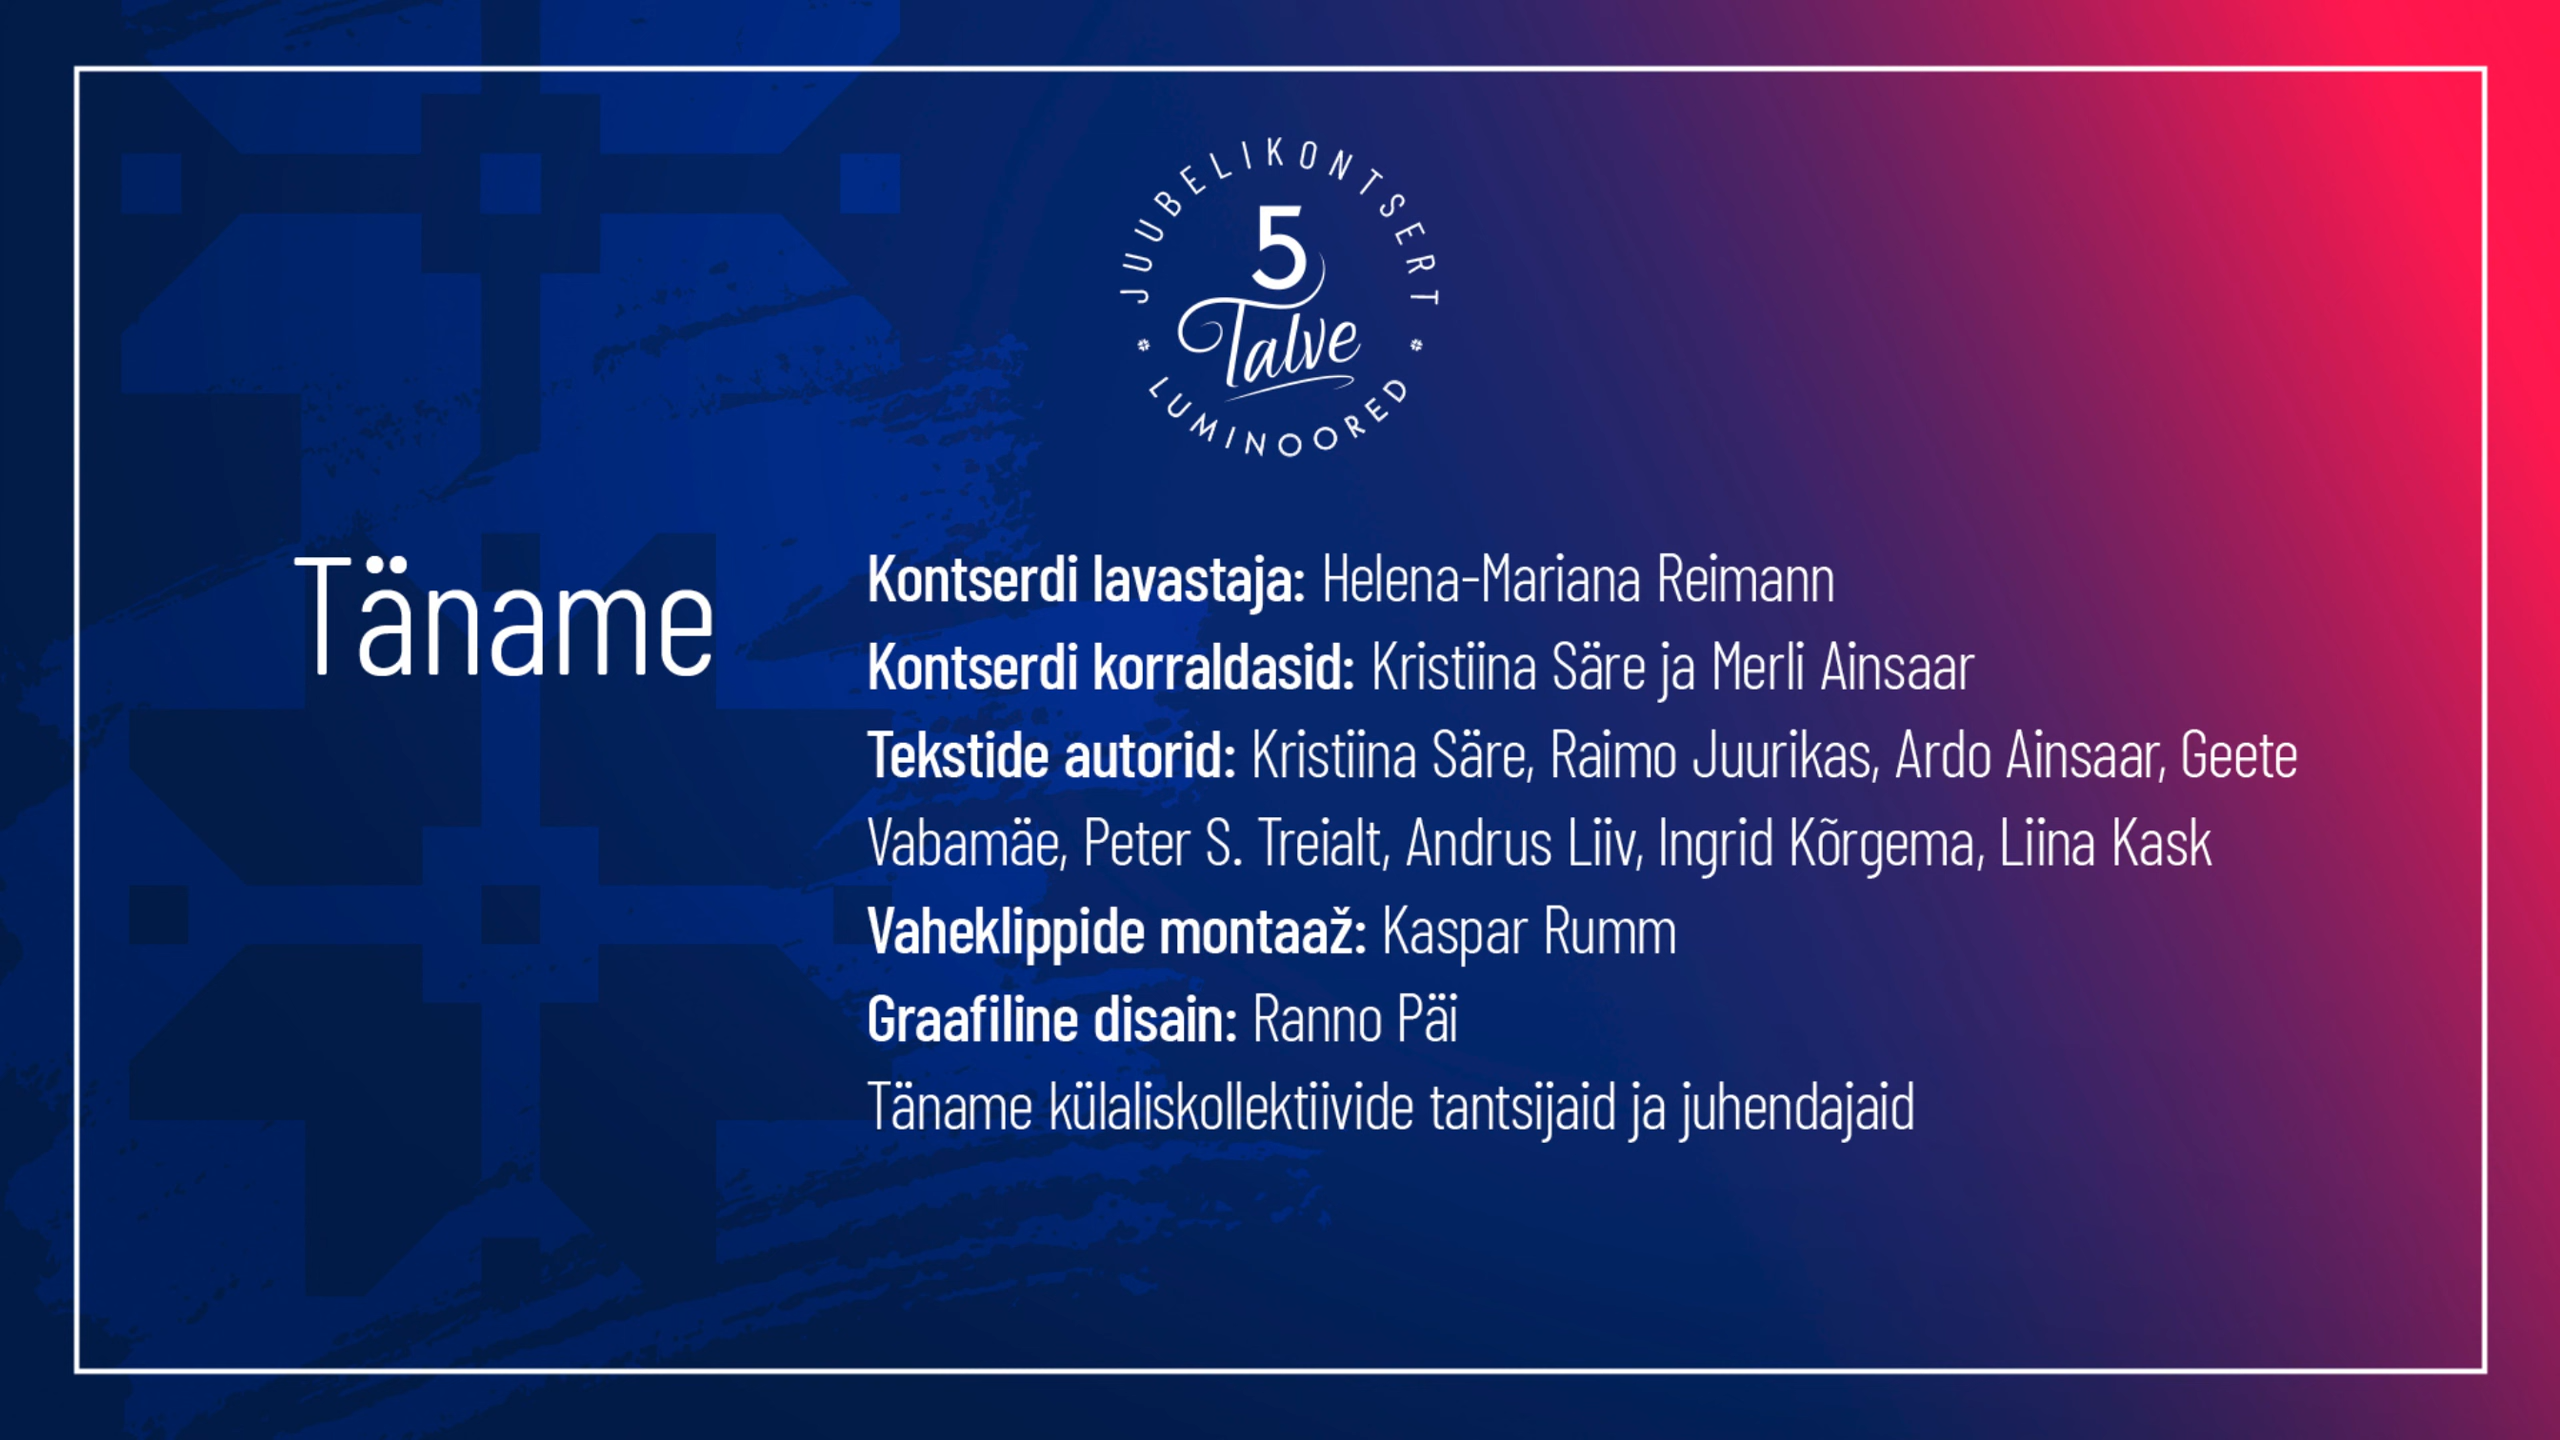 JUUBELIKONTSERT
5
Talve
LUMINOORED
Täname
Kontserdi lavastaja: Helena-Mariana Reimann
Kontserdi korraldasid: Kristiina Säre ja Merli Ainsaar
Tekstide autorid: Kristiina Säre, Raimo Juurikas, Ardo Ainsaar, Geete
Vabamäe, Peter S. Treialt, Andrus Liiv, Ingrid Kõrgema, Liina Kask
Vaheklippide montaaž: Kaspar Rumm
Graafiline disain: Ranno Päi
Täname külaliskollektiivide tantsijaid ja juhendajaid